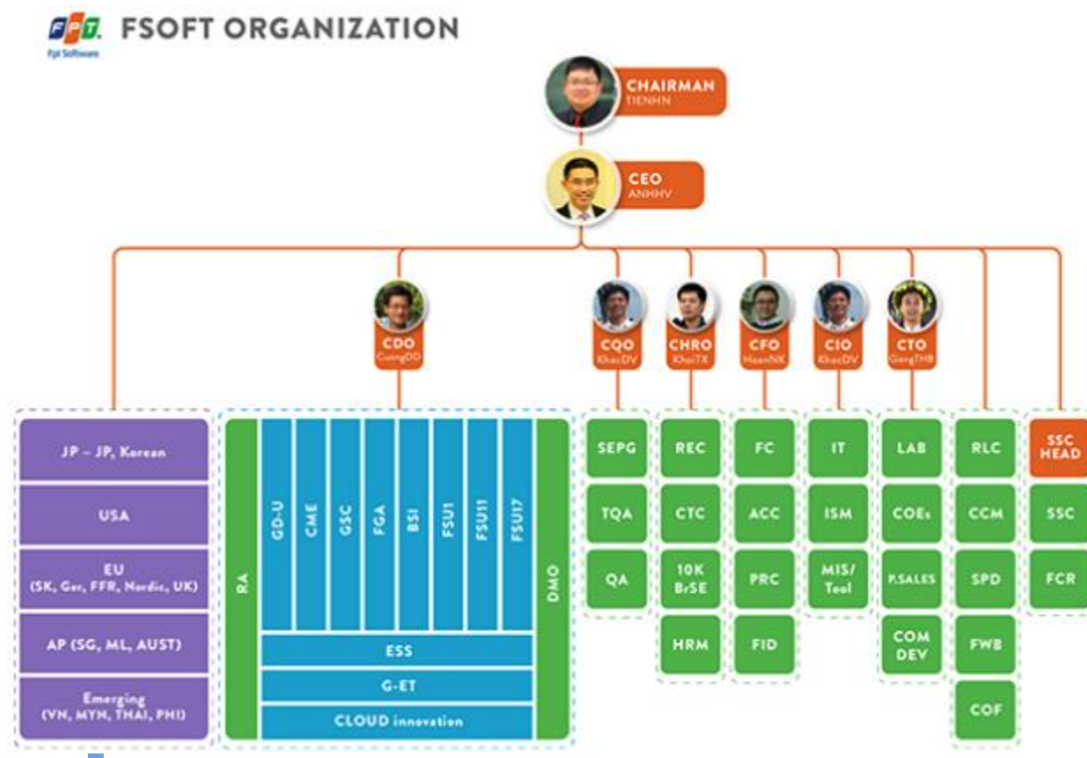 FPT.
Fpt Software
FSOFT ORGANIZATION
CHAIRMAN
TIENHN
CEO
ANHHV
CDO
CuongDD
CQO
KhacDV
CHRO
KhoiTX
CFO
HoanNK
CIO
KhacDV
CTO
GiangTHB
JP – JP, Korean
USA
EU
(SK, Ger, FFR, Nordic, UK)
AP (SG, ML, AUST)
Emerging
(VN, MYN, THAI, PHI)
RA
GD-U
CME
GSC
FGA
BSI
FSU1
FSU11
FSU17
DMO
ESS
G-ET
CLOUD innovation
SEPG
TQA
QA
REC
CTC
10K
BrSE
HRM
FC
ACC
PRC
FID
IT
ISM
MIS/
Tool
LAB
COEs
P.SALES
COM
DEV
RLC
CCM
SPD
FWB
COF
SSC
HEAD
SSC
FCR